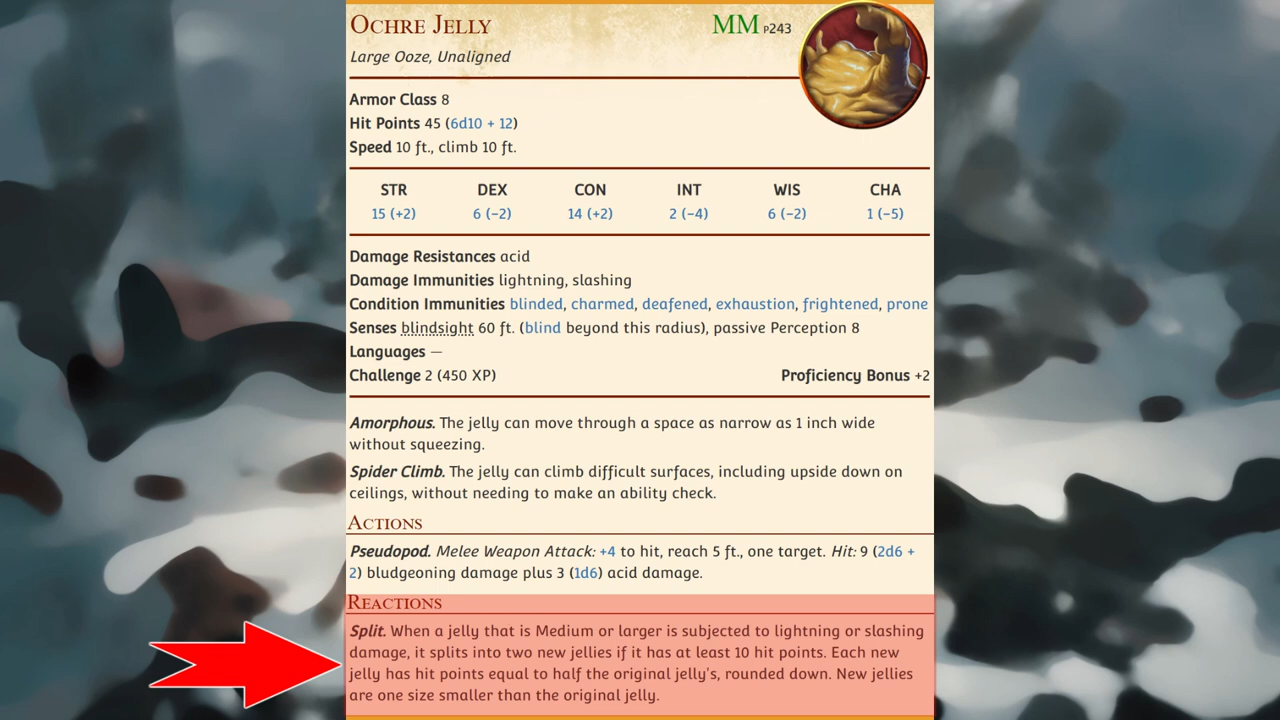 Ochre Jelly
MM P243
Large Ooze, Unaligned
Armor Class 8
Hit Points 45 (6d10 + 12)
Speed 10 ft., climb 10 ft.
STR DEX CON INT WIS CHA
15 (+2) 6 (−2) 14 (+2) 2 (−4) 6 (−2) 1 (−5)
Damage Resistances acid
Damage Immunities lightning, slashing
Condition Immunities blinded, charmed, deafened, exhaustion, frightened, prone
Senses blindsight 60 ft. (blind beyond this radius), passive Perception 8
Languages —
Challenge 2 (450 XP) Proficiency Bonus +2
Amorphous. The jelly can move through a space as narrow as 1 inch wide
without squeezing.
Spider Climb. The jelly can climb difficult surfaces, including upside down on
ceilings, without needing to make an ability check.
Actions
Pseudopod. Melee Weapon Attack: +4 to hit, reach 5 ft., one target. Hit: 9 (2d6 +
2) bludgeoning damage plus 3 (1d6) acid damage.
Reactions
Split. When a jelly that is Medium or larger is subjected to lightning or slashing
damage, it splits into two new jellies if it has at least 10 hit points. Each new
jelly has hit points equal to half the original jelly's, rounded down. New jellies
are one size smaller than the original jelly.